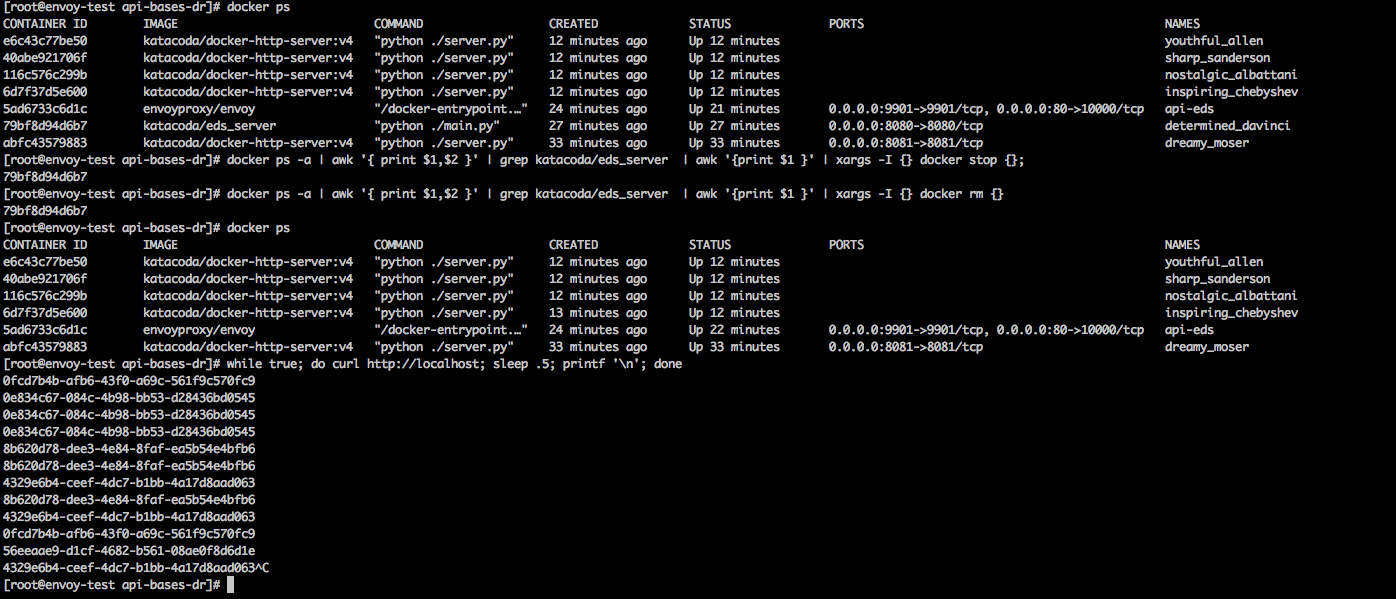 [root@envoy-test api-bases-dr]# docker ps
CONTAINER ID IMAGE COMMAND CREATED STATUS PORTS NAMES
e6c43c77be50 katacoda/docker-http-server:v4 "python ./server.py" 12 minutes ago Up 12 minutes youthful_allen
40abe921706f katacoda/docker-http-server:v4 "python ./server.py" 12 minutes ago Up 12 minutes sharp_sanderson
116c576c299b katacoda/docker-http-server:v4 "python ./server.py" 12 minutes ago Up 12 minutes nostalgic_albattani
6d7f37d5e600 katacoda/docker-http-server:v4 "python ./server.py" 12 minutes ago Up 12 minutes inspiring_chebyshev
5ad6733c6d1c envoyproxy/envoy "/docker-entrypoint.…" 24 minutes ago Up 21 minutes 0.0.0.0:9901->9901/tcp, 0.0.0.0:80->10000/tcp api-eds
79bf8d94d6b7 katacoda/eds_server "python ./main.py" 27 minutes ago Up 27 minutes 0.0.0.0:8080->8080/tcp determined_davinci
abfc43579883 katacoda/docker-http-server:v4 "python ./server.py" 33 minutes ago Up 33 minutes 0.0.0.0:8081->8081/tcp dreamy_moser
[root@envoy-test api-bases-dr]# docker ps -a | awk '{ print $1,$2 }' | grep katacoda/eds_server | awk '{print $1 }' | xargs -I {} docker stop {};
79bf8d94d6b7
[root@envoy-test api-bases-dr]# docker ps -a | awk '{ print $1,$2 }' | grep katacoda/eds_server | awk '{print $1 }' | xargs -I {} docker rm {}
79bf8d94d6b7
[root@envoy-test api-bases-dr]# docker ps
CONTAINER ID IMAGE COMMAND CREATED STATUS PORTS NAMES
e6c43c77be50 katacoda/docker-http-server:v4 "python ./server.py" 12 minutes ago Up 12 minutes youthful_allen
40abe921706f katacoda/docker-http-server:v4 "python ./server.py" 12 minutes ago Up 12 minutes sharp_sanderson
116c576c299b katacoda/docker-http-server:v4 "python ./server.py" 12 minutes ago Up 12 minutes nostalgic_albattani
6d7f37d5e600 katacoda/docker-http-server:v4 "python ./server.py" 13 minutes ago Up 12 minutes inspiring_chebyshev
5ad6733c6d1c envoyproxy/envoy "/docker-entrypoint.…" 24 minutes ago Up 22 minutes 0.0.0.0:9901->9901/tcp, 0.0.0.0:80->10000/tcp api-eds
abfc43579883 katacoda/docker-http-server:v4 "python ./server.py" 33 minutes ago Up 33 minutes 0.0.0.0:8081->8081/tcp dreamy_moser
[root@envoy-test api-bases-dr]# while true; do curl http://localhost; sleep .5; printf '\n'; done
0fcd7b4b-afb6-43f0-a69c-561f9c570fc9
0e834c67-084c-4b98-bb53-d28436bd0545
0e834c67-084c-4b98-bb53-d28436bd0545
0e834c67-084c-4b98-bb53-d28436bd0545
8b620d78-dee3-4e84-8faf-ea5b54e4bfb6
8b620d78-dee3-4e84-8faf-ea5b54e4bfb6
4329e6b4-ceef-4dc7-b1bb-4a17d8aad063
8b620d78-dee3-4e84-8faf-ea5b54e4bfb6
4329e6b4-ceef-4dc7-b1bb-4a17d8aad063
0fcd7b4b-afb6-43f0-a69c-561f9c570fc9
56eeaae9-d1cf-4682-b561-08ae0f8d6d1e
4329e6b4-ceef-4dc7-b1bb-4a17d8aad063^C
[root@envoy-test api-bases-dr]#